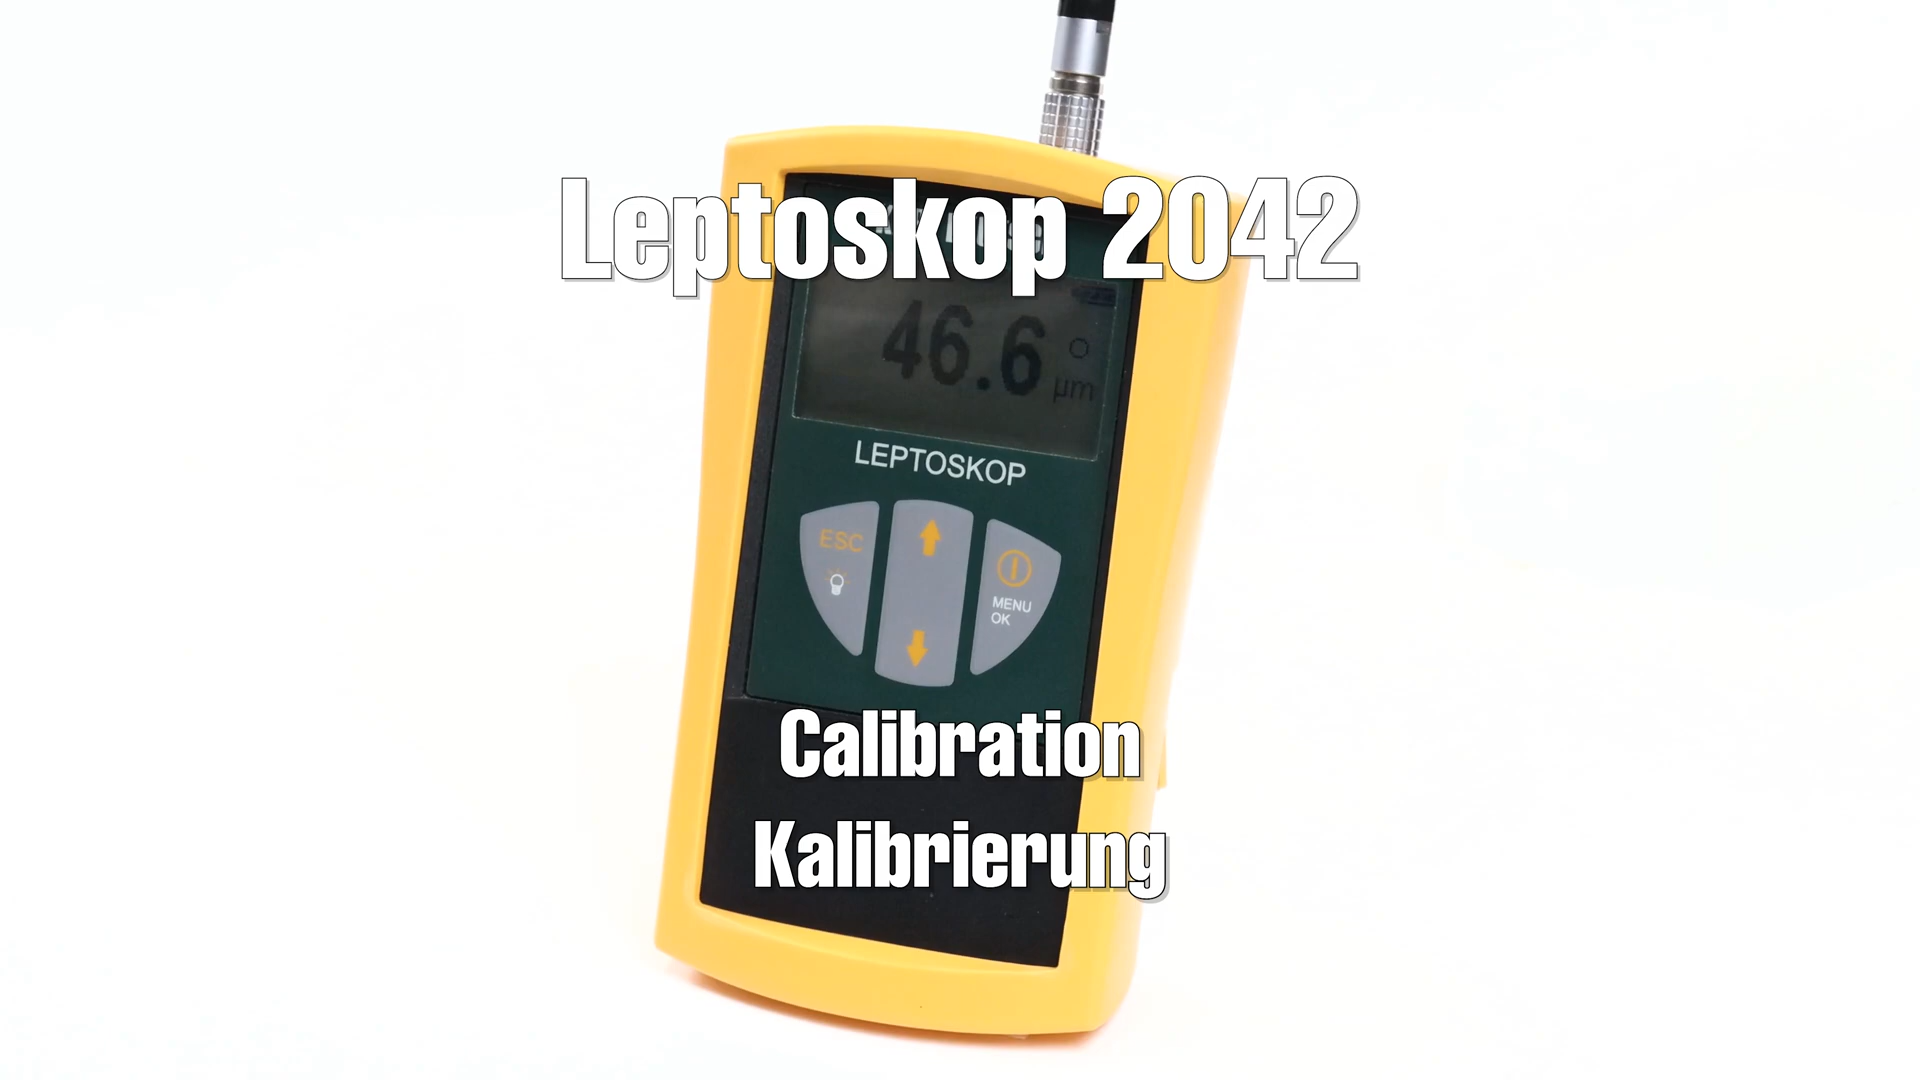 Leptoskop 2042
46.6
µm
LEPTOSKOP
ESC
MENU
OK
Calibration
Kalibrierung